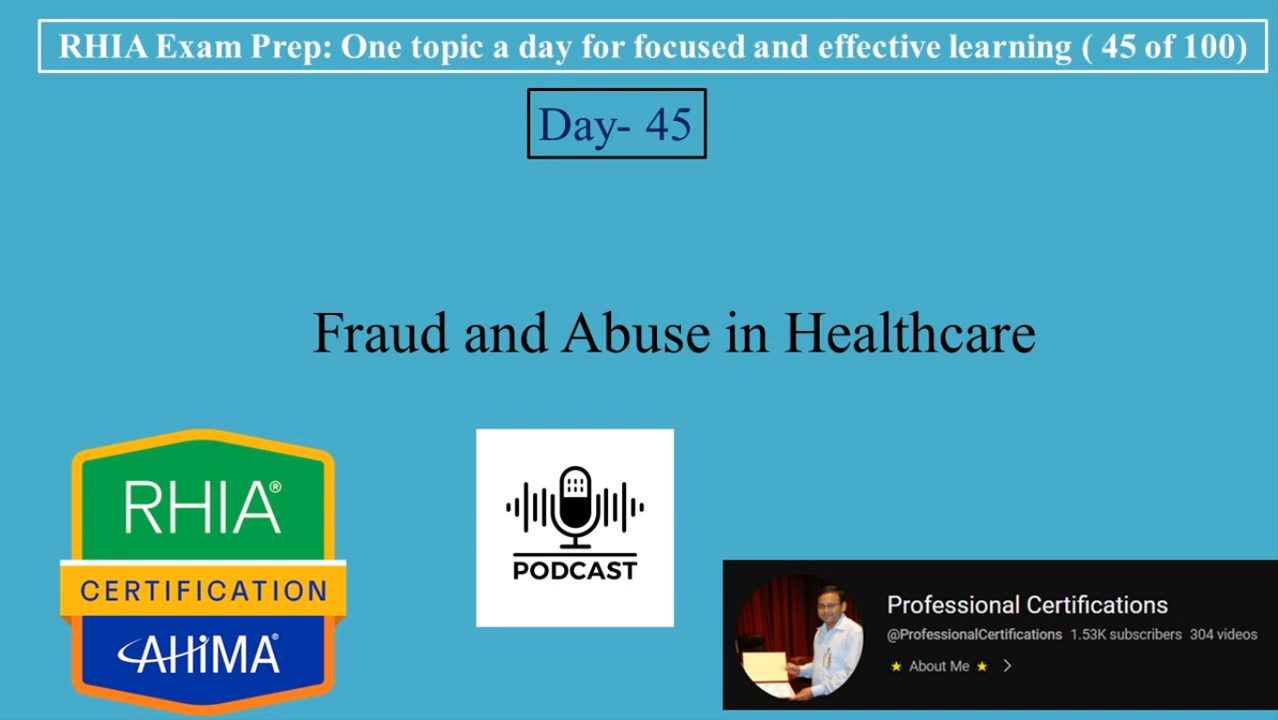 RHIA Exam Prep: One topic a day for focused and effective learning ( 45 of 100)
Day- 45
Fraud and Abuse in Healthcare
RHIA®
CERTIFICATION
AHIMA®
PODCAST
Professional Certifications
@ProfessionalCertifications 1.53K subscribers 304 videos
★ About Me ★ >